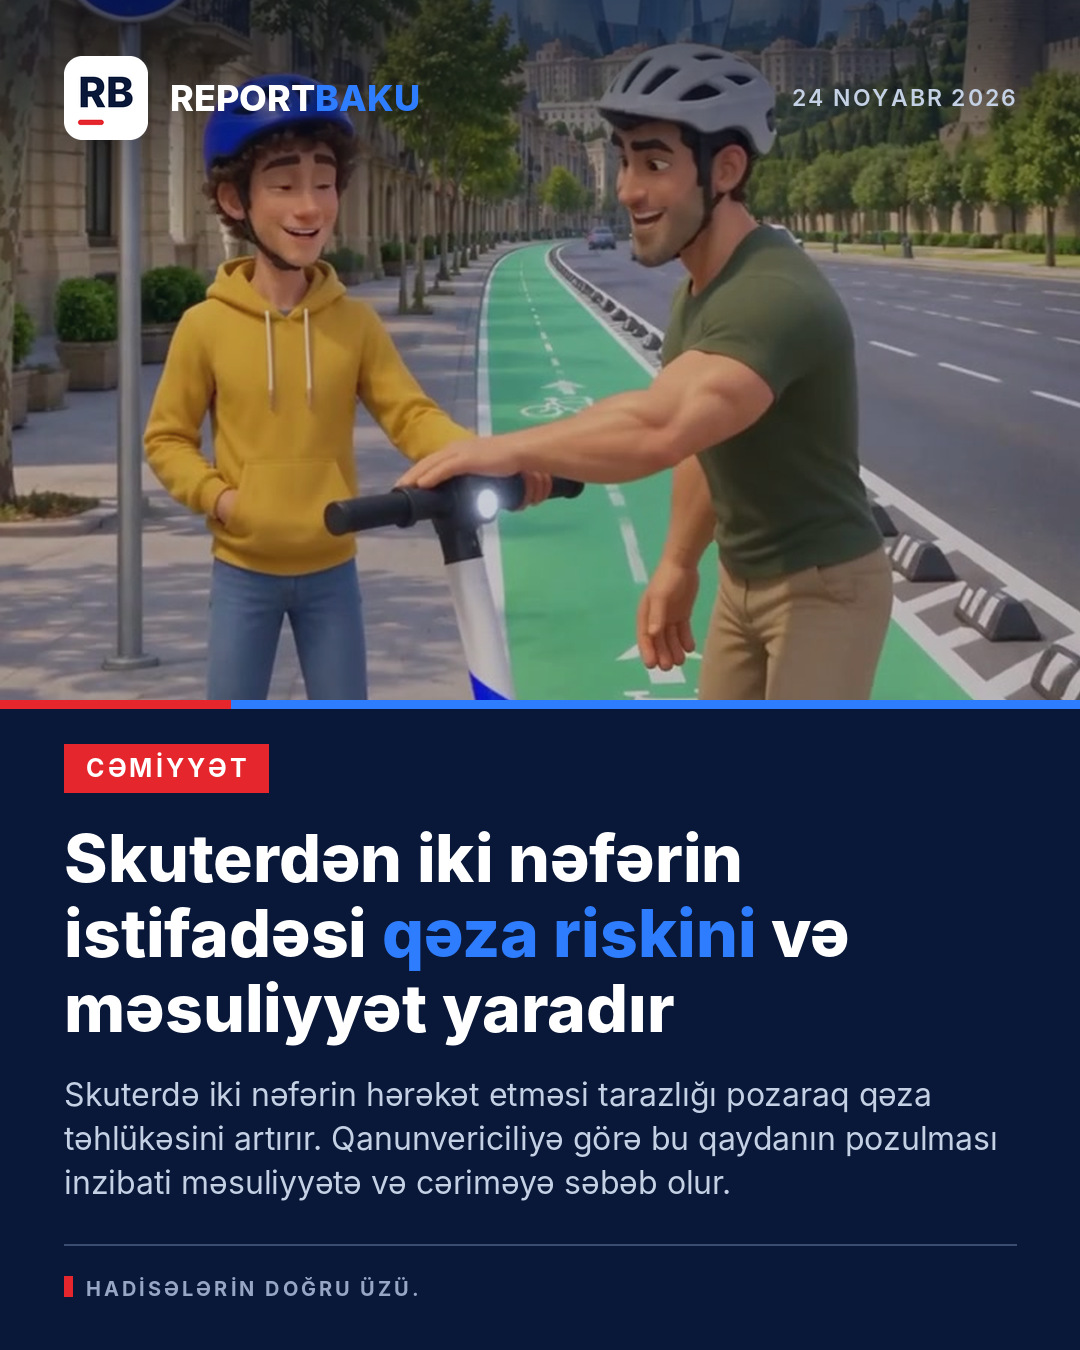 RB
REPORTBAKU
24 NOYABR 2026
CƏMİYYƏT
Skuterdən iki nəfərin
istifadəsi qəza riskini və
məsuliyyət yaradır
Skuterdə iki nəfərin hərəkət etməsi tarazlığı pozaraq qəza
təhlükəsini artırır. Qanunvericiliyə görə bu qaydanın pozulması
inzibati məsuliyyətə və cəriməyə səbəb olur.
HADİSƏLƏRİN DOĞRU ÜZÜ.